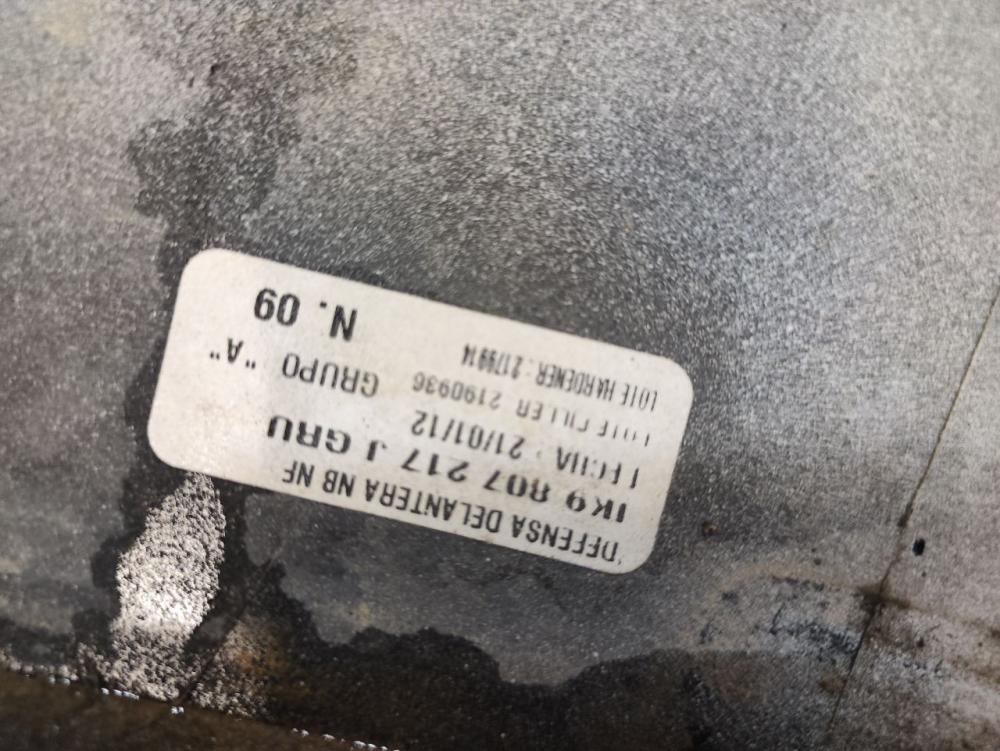 DEFENSA DELANTERA NB NF
1K9 807 217 J GRU
FECHA : 21/01/12
LOTE FILLER 2190936 GRUPO "A"
LOTE HARDENER: 2179914
N. 09